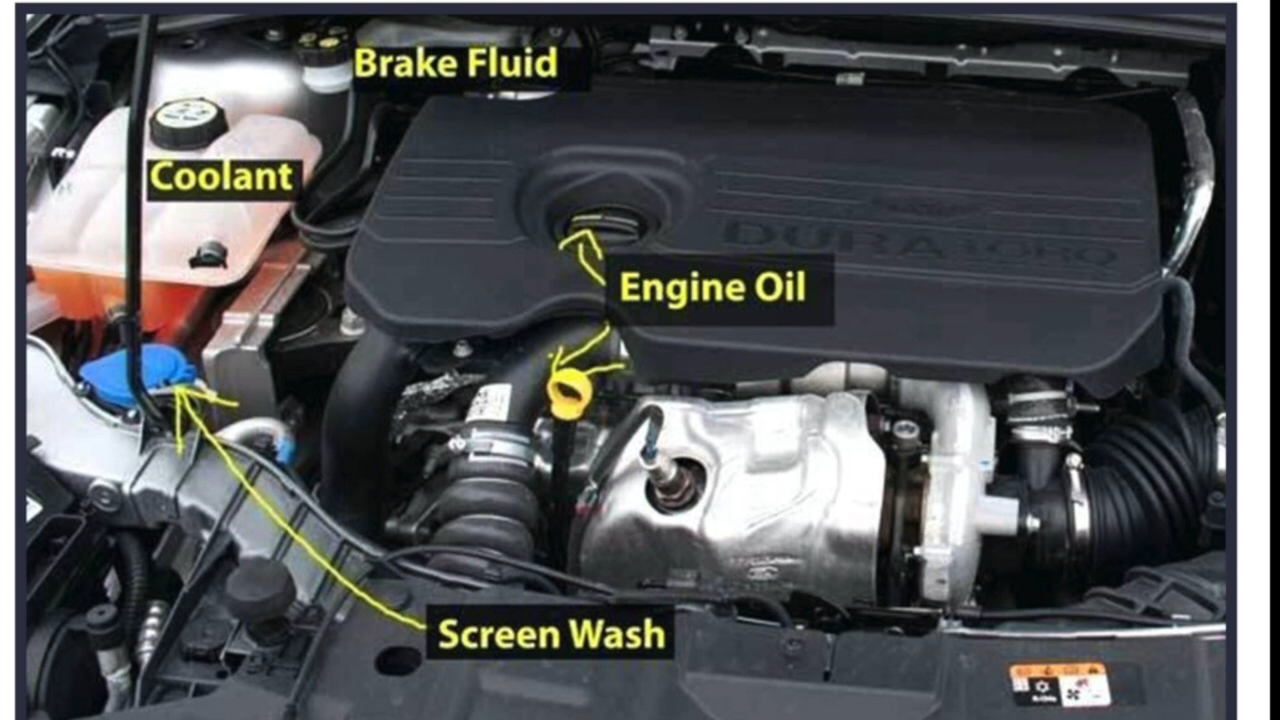 Brake Fluid
Coolant
DURATORQ
Engine Oil
Screen Wash